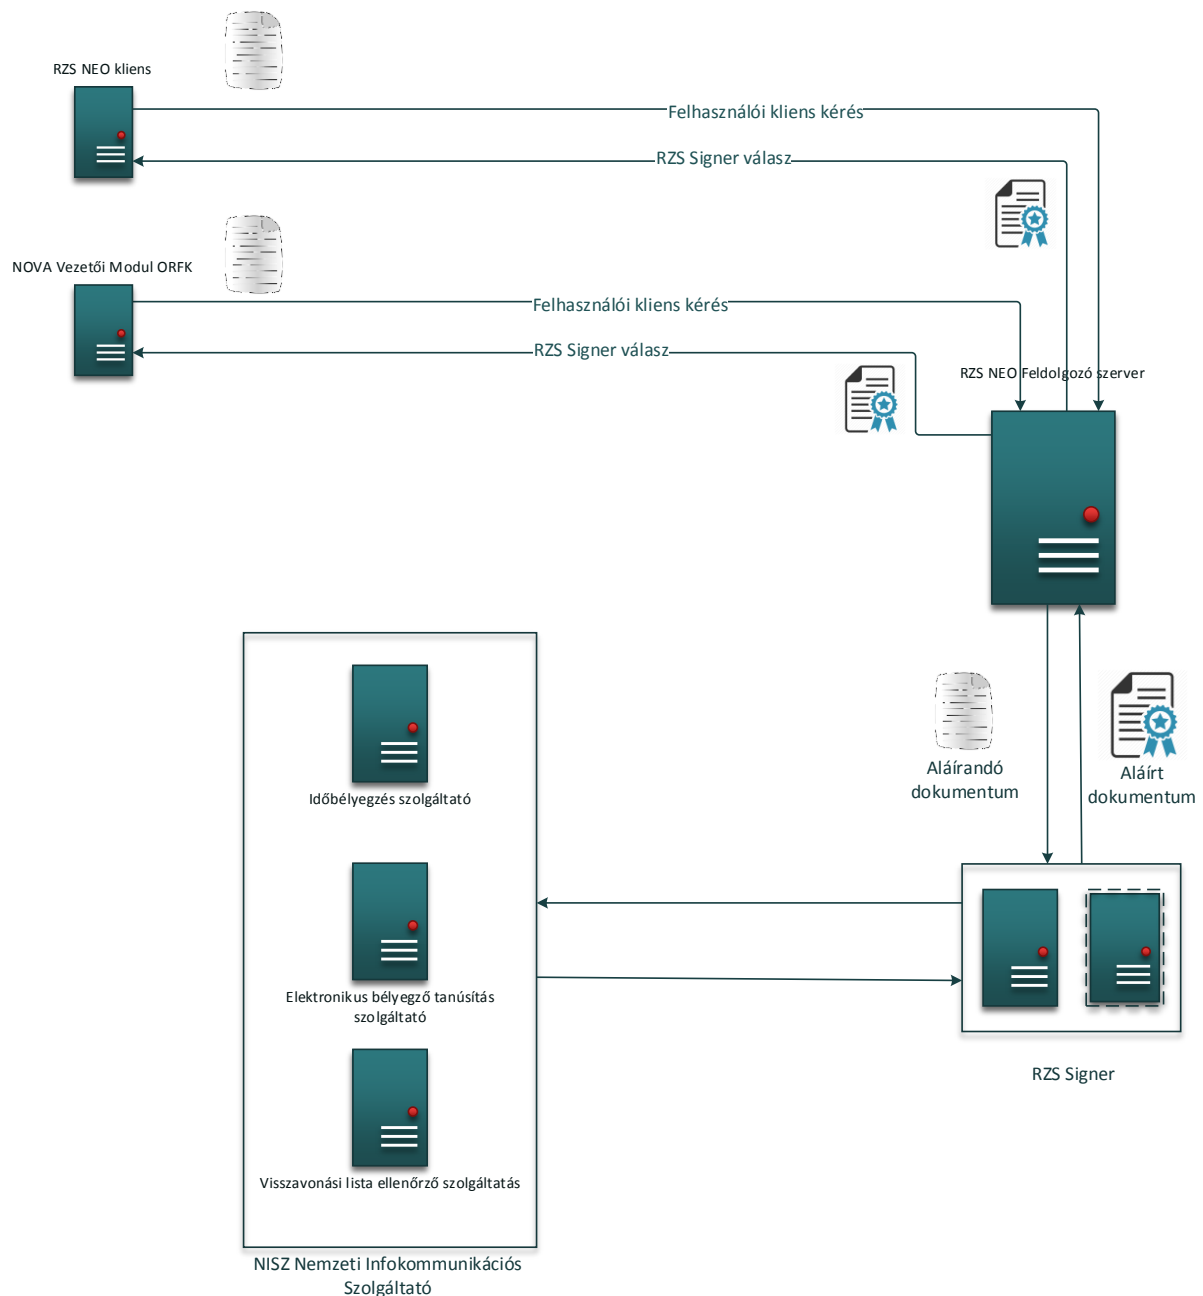 RZS NEO kliens
Felhasználói kliens kérés
RZS Signer válasz
NOVA Vezetői Modul ORFK
Felhasználói kliens kérés
RZS Signer válasz
RZS NEO Feldolgozó szerver
Aláírandó
dokumentum
Aláírt
dokumentum
Időbélyegzés szolgáltató
Elektronikus bélyegző tanúsítás
szolgáltató
RZS Signer
Visszavonási lista ellenőrző szolgáltatás
NISZ Nemzeti Infokommunikációs
Szolgáltató